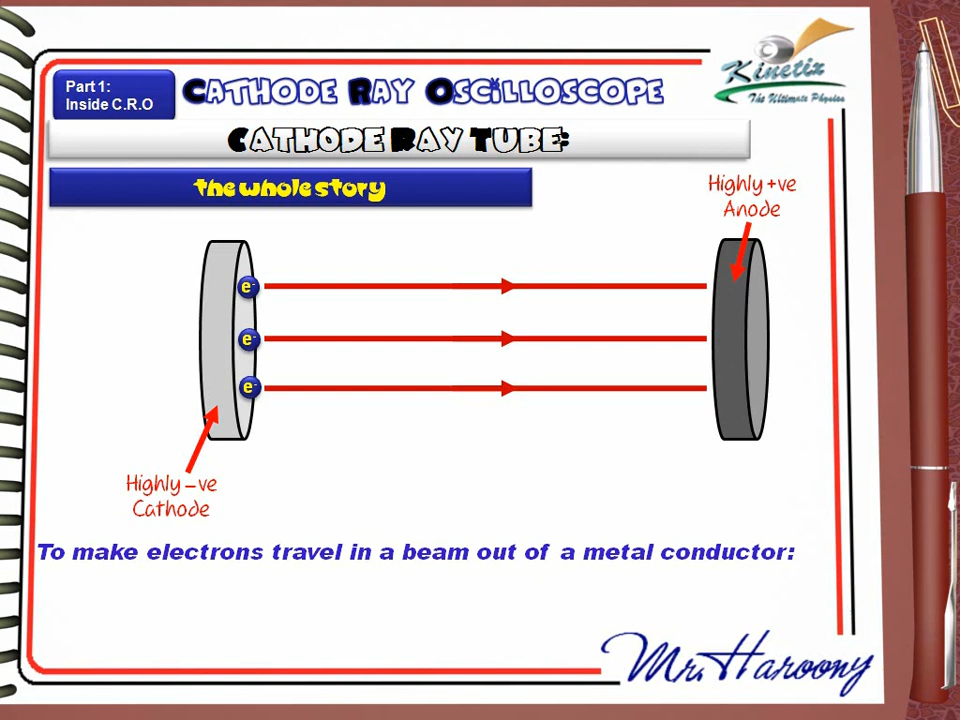 Part 1:
Inside C.R.O
Cathode Ray Oscilloscope
Kinetix
The Ultimate Physics
Cathode Ray Tube:
the whole story
Highly +ve
Anode
e-
e-
e-
Highly –ve
Cathode
To make electrons travel in a beam out of a metal conductor:
Mr. Haroony